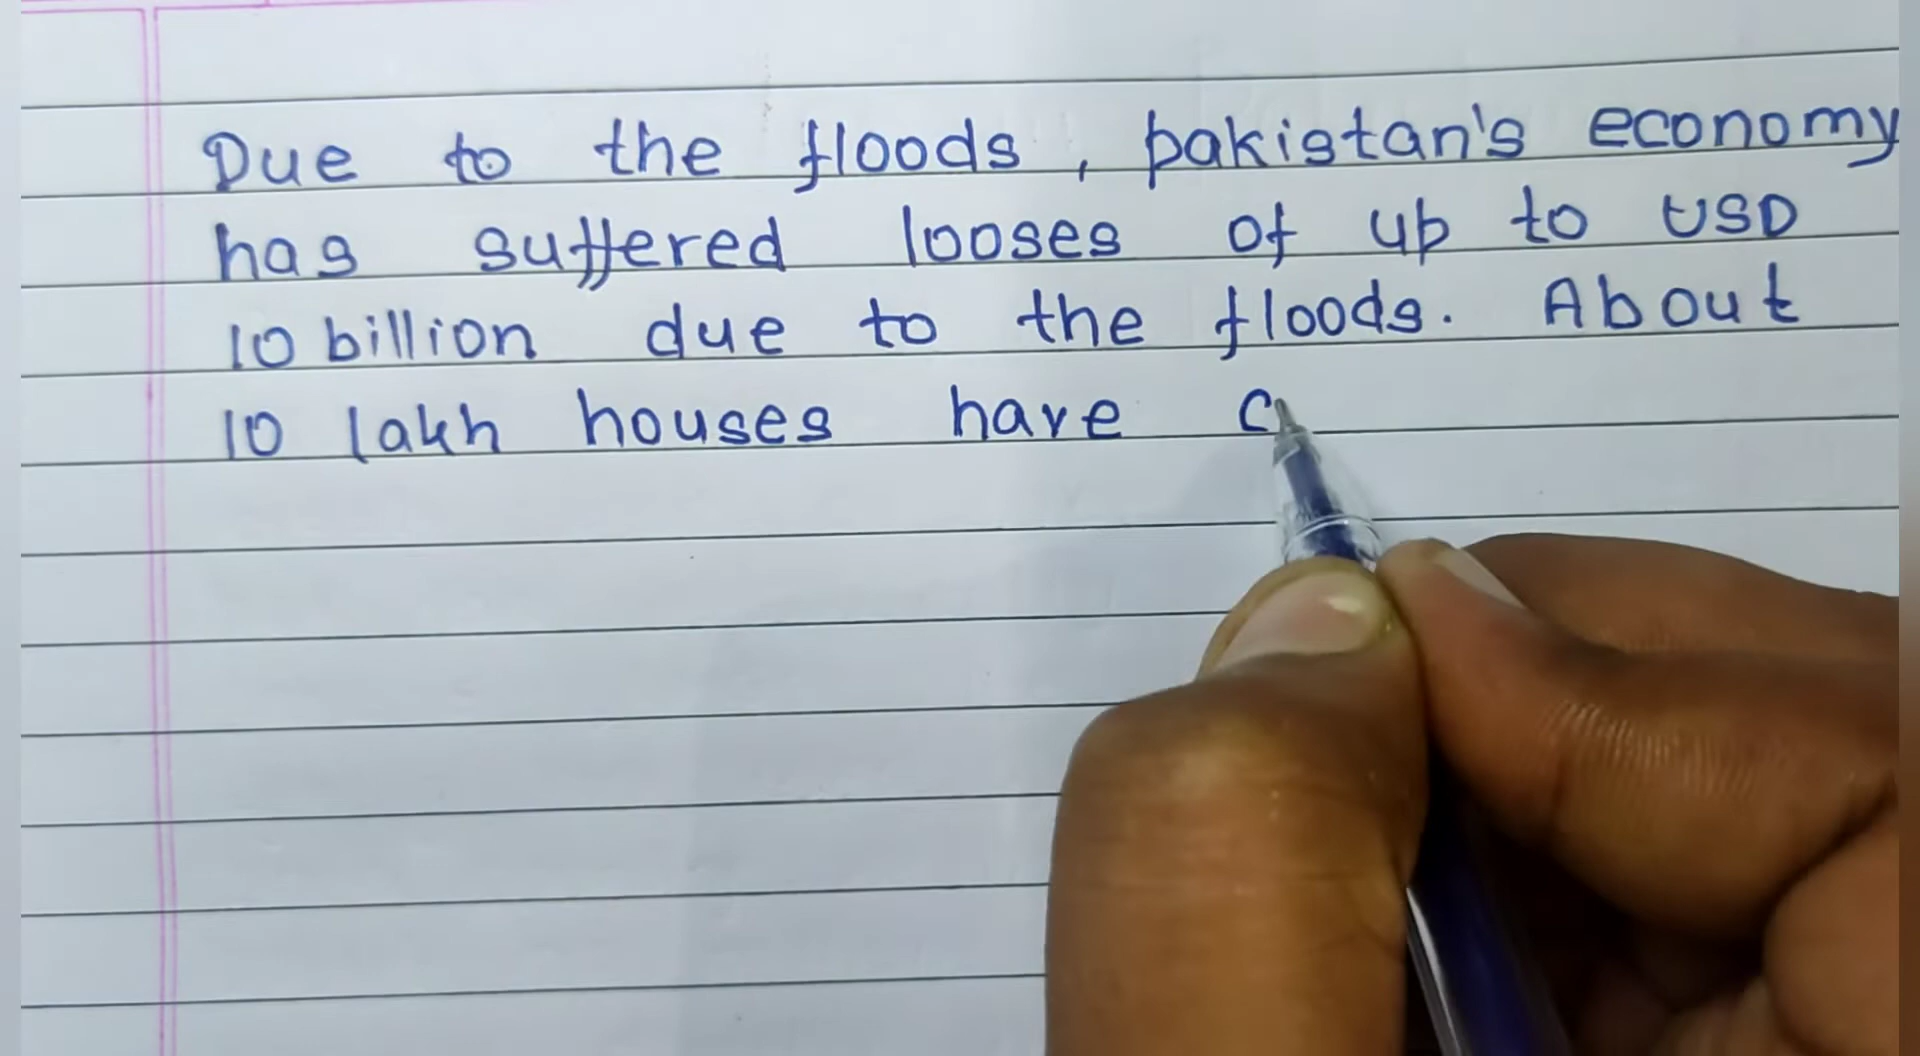 Due to the floods, pakistan's economy
has suffered looses of up to USD
10 billion due to the floods. About
10 lakh houses have c